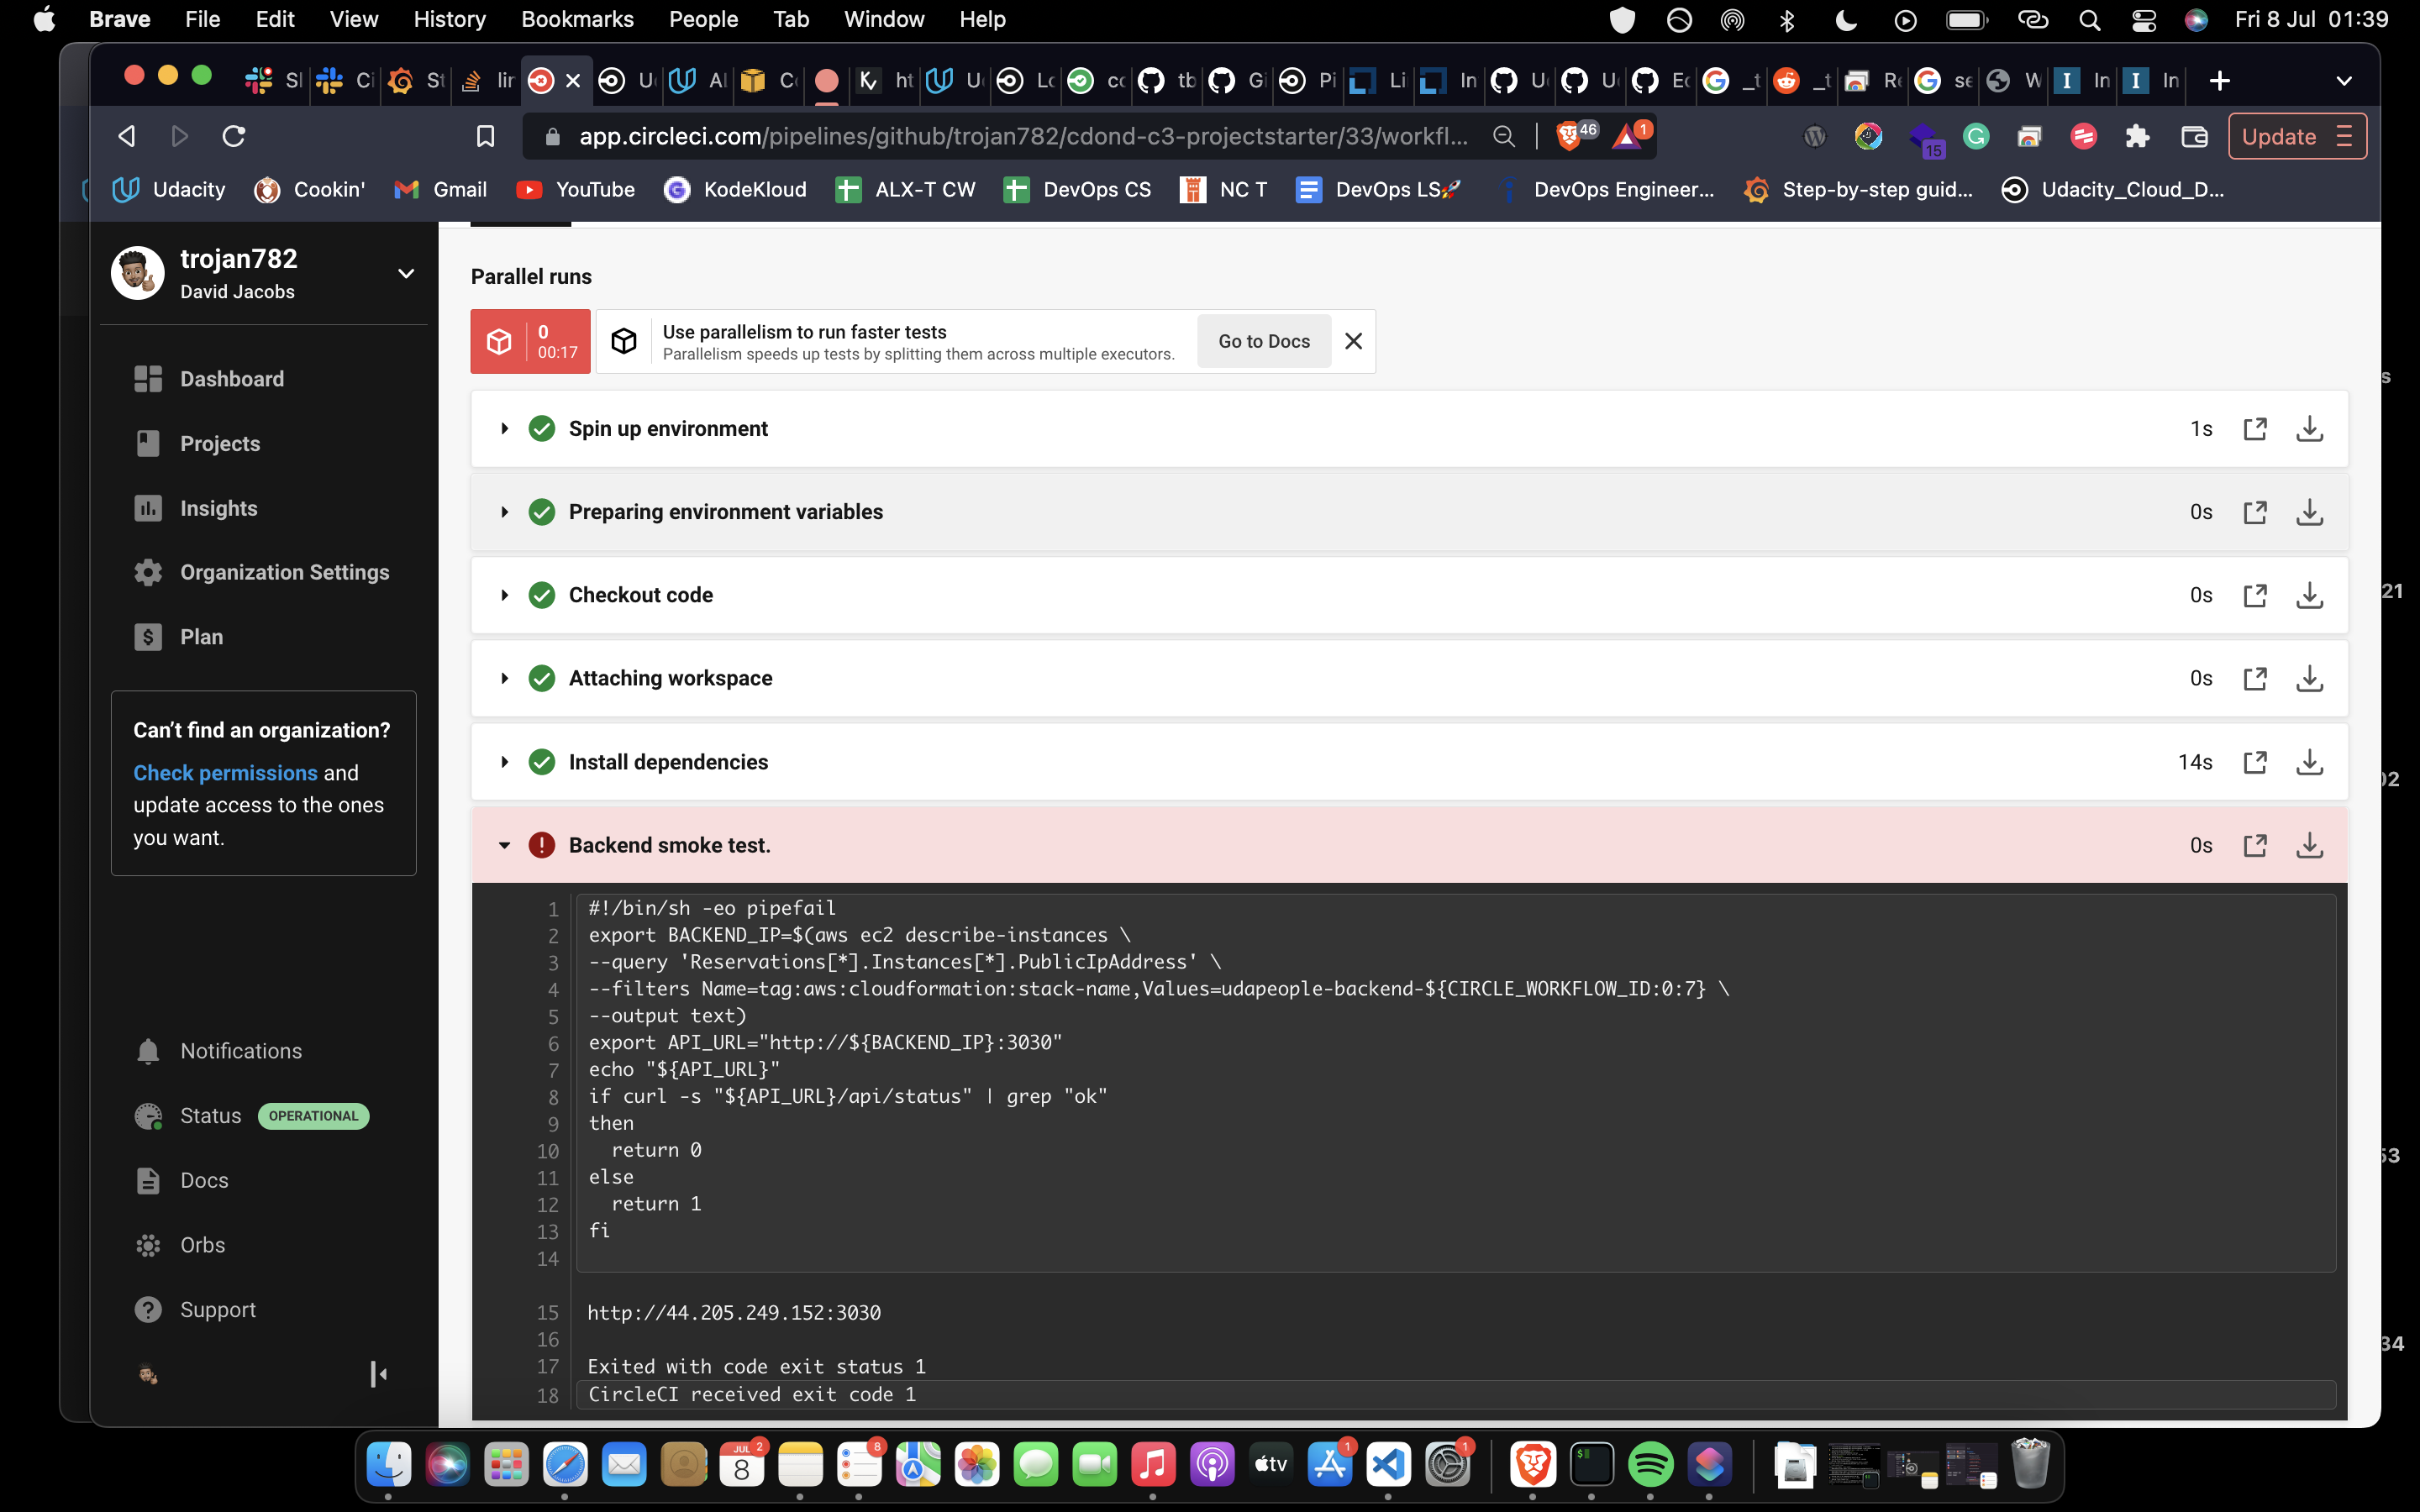 Brave File Edit View History Bookmarks People Tab Window Help Fri 8 Jul 01:39
Sl Ci St lir U Al C ht U Lo cc tb Gi Pi Li In U U Ec _t _t Re se W In In
app.circleci.com/pipelines/github/trojan782/cdond-c3-projectstarter/33/workfl... 46 1 15 Update
Udacity Cookin' Gmail YouTube KodeKloud ALX-T CW DevOps CS NC T DevOps LS🚀 DevOps Engineer... Step-by-step guid... Udacity_Cloud_D...
trojan782
David Jacobs
Dashboard
Projects
Insights
Organization Settings
Plan
Can't find an organization?
Check permissions and
update access to the ones
you want.
Notifications
Status OPERATIONAL
Docs
Orbs
Support
Parallel runs
0
00:17
Use parallelism to run faster tests
Parallelism speeds up tests by splitting them across multiple executors.
Go to Docs
Spin up environment 1s
Preparing environment variables 0s
Checkout code 0s
Attaching workspace 0s
Install dependencies 14s
Backend smoke test. 0s
1 #!/bin/sh -eo pipefail
2 export BACKEND_IP=$(aws ec2 describe-instances \
3 --query 'Reservations[*].Instances[*].PublicIpAddress' \
4 --filters Name=tag:aws:cloudformation:stack-name,Values=udapeople-backend-${CIRCLE_WORKFLOW_ID:0:7} \
5 --output text)
6 export API_URL="http://${BACKEND_IP}:3030"
7 echo "${API_URL}"
8 if curl -s "${API_URL}/api/status" | grep "ok"
9 then
10 return 0
11 else
12 return 1
13 fi
14
15 http://44.205.249.152:3030
16
17 Exited with code exit status 1
18 CircleCI received exit code 1
s
21
02
53
34
JUL 2
8
8
tv
1
1